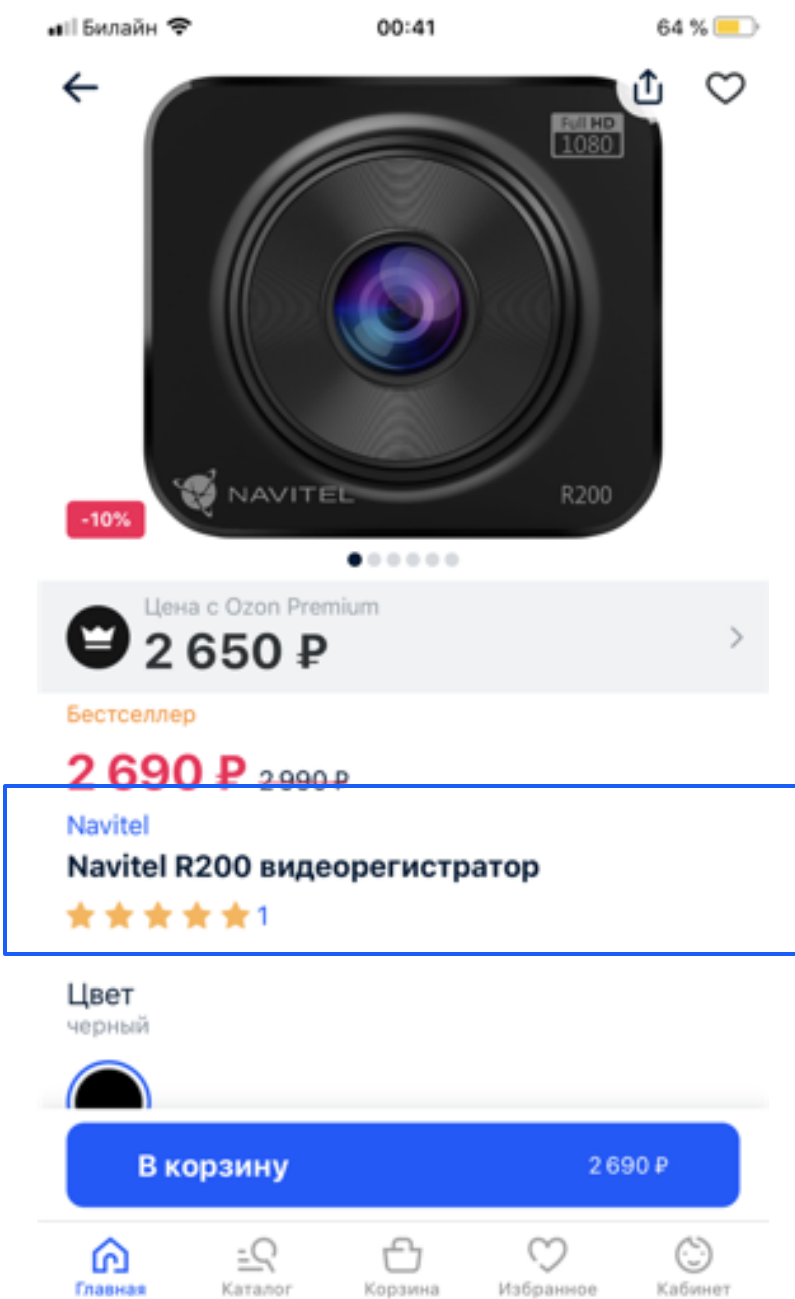 Билайн 00:41 64 %
Full HD
1080
NAVITEL R200
-10%
Цена с Ozon Premium
2 650 ₽
Бестселлер
2 690 ₽ 2 990 ₽
Navitel
Navitel R200 видеорегистратор
1
Цвет
черный
В корзину 2 690 ₽
Главная Каталог Корзина Избранное Кабинет